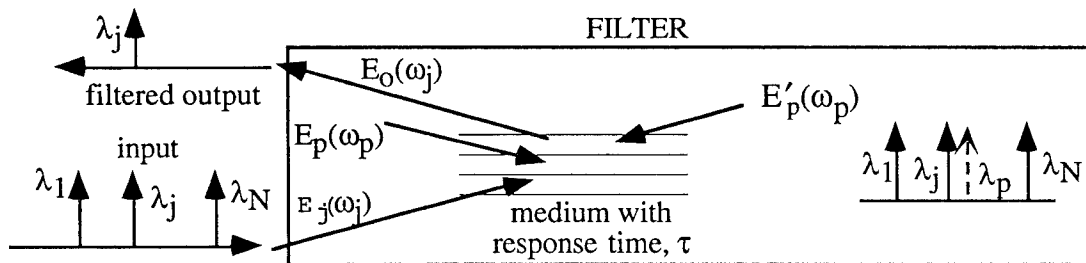 FILTER
λj
filtered output
Eo(ωj)
E′p(ωp)
Ep(ωp)
input
λ1
λj
λN
Ej(ωj)
medium with
response time, τ
λ1
λj
λp
λN